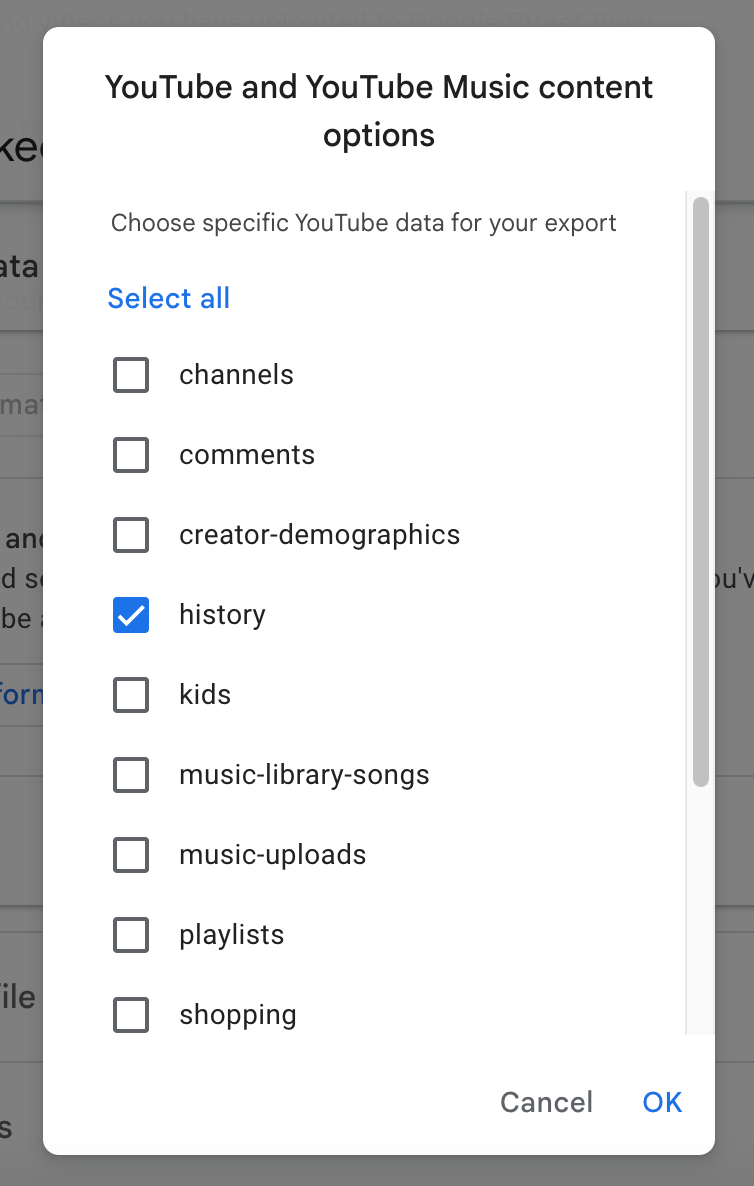 YouTube and YouTube Music content
options
Choose specific YouTube data for your export
Select all
channels
comments
creator-demographics
history
kids
music-library-songs
music-uploads
playlists
shopping
Cancel
OK